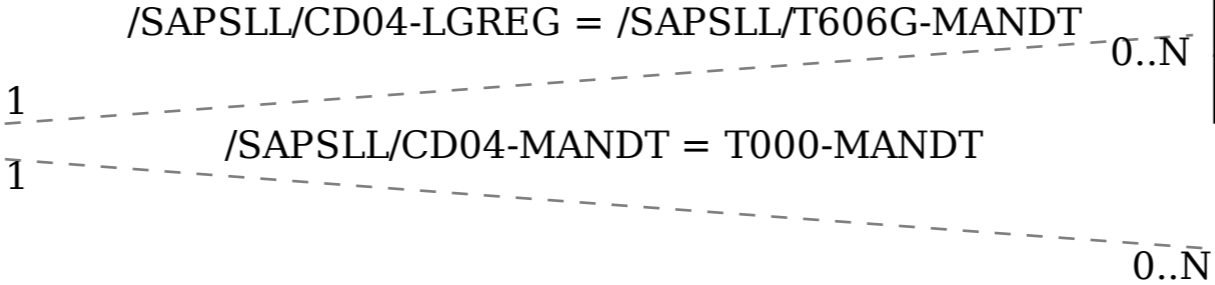 /SAPSLL/CD04-LGREG = /SAPSLL/T606G-MANDT
0..N
1
/SAPSLL/CD04-MANDT = T000-MANDT
1
0..N